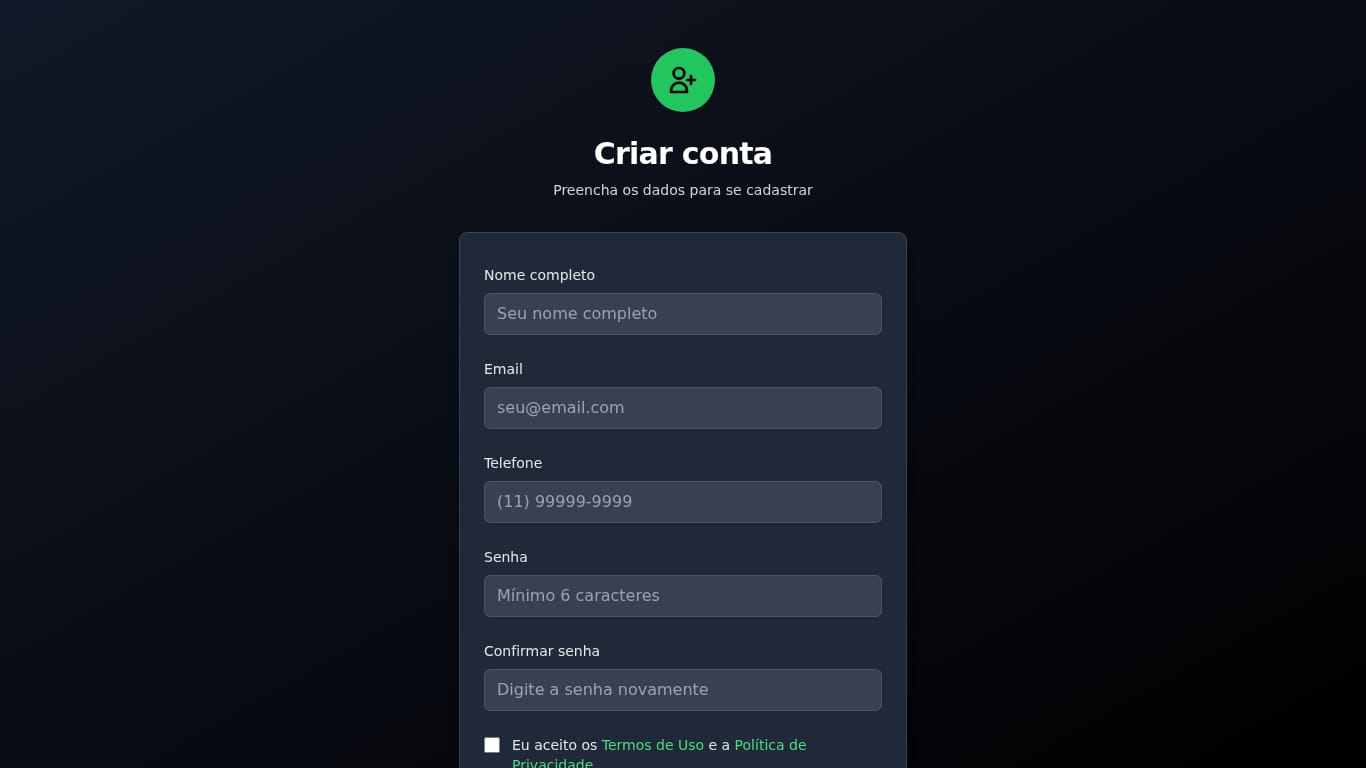 Criar conta
Preencha os dados para se cadastrar
Nome completo
Seu nome completo
Email
seu@email.com
Telefone
(11) 99999-9999
Senha
Mínimo 6 caracteres
Confirmar senha
Digite a senha novamente
Eu aceito os Termos de Uso e a Política de
Privacidade